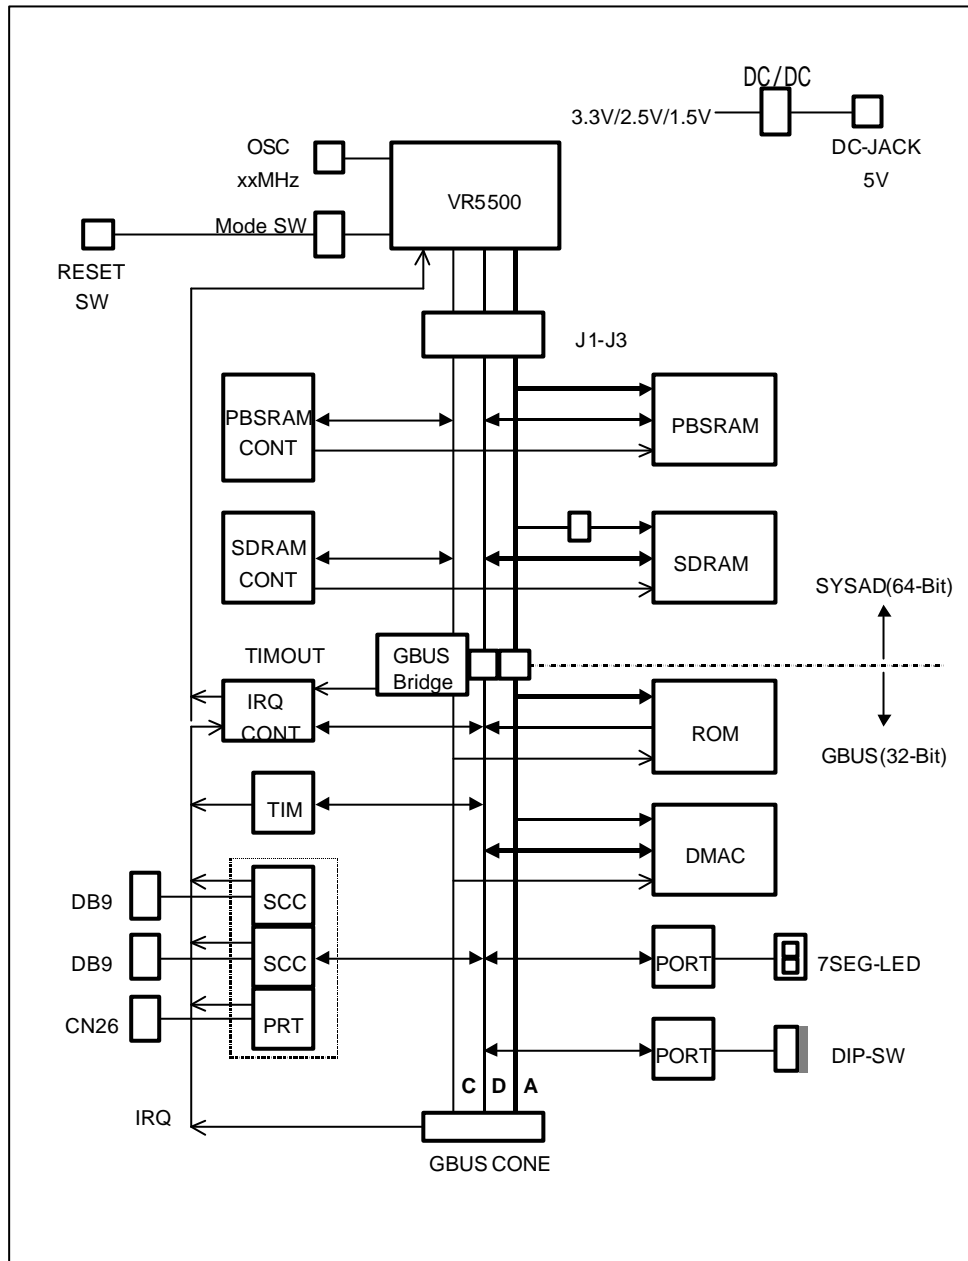 DC/DC
3.3V/2.5V/1.5V
DC-JACK
5V
OSC
xxMHz
VR5500
Mode SW
RESET
SW
J1-J3
PBSRAM
CONT
PBSRAM
SDRAM
CONT
SDRAM
SYSAD(64-Bit)
TIMOUT
GBUS
Bridge
IRQ
CONT
ROM
GBUS(32-Bit)
TIM
DMAC
DB9
SCC
DB9
SCC
PORT
7SEG-LED
CN26
PRT
PORT
DIP-SW
C D A
IRQ
GBUS CONE